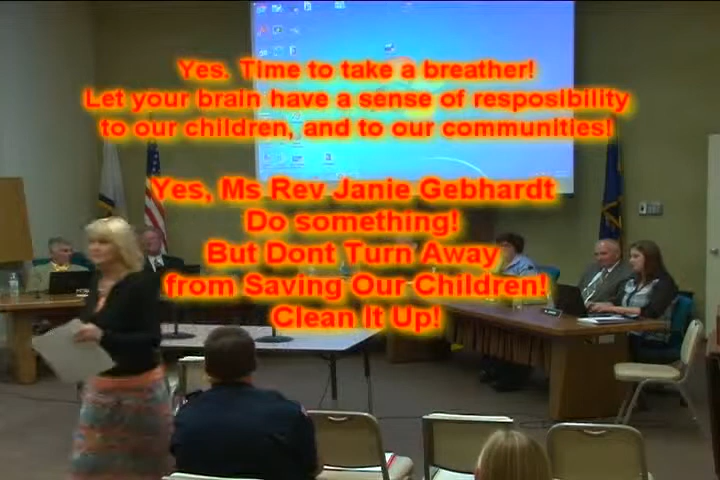 Yes. Time to take a breather!
Let your brain have a sense of resposibility
to our children, and to our communities!
Yes, Ms Rev Janie Gebhardt
Do something!
But Dont Turn Away
from Saving Our Children!
Clean It Up!